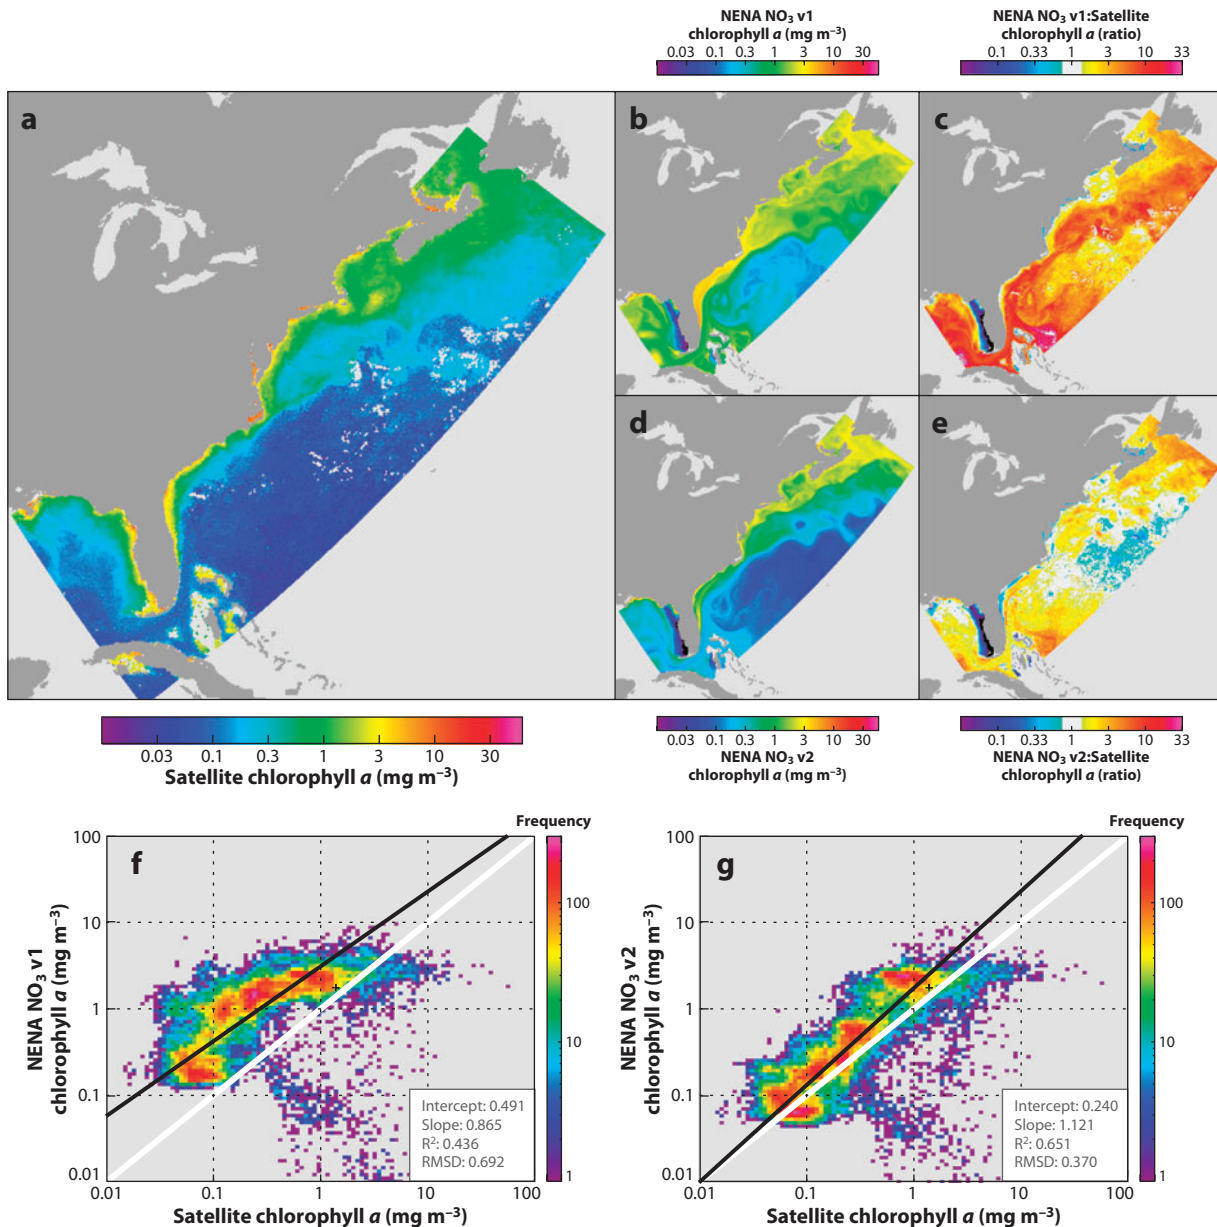 NENA NO₃ v1
chlorophyll a (mg m⁻³)
0.03 0.1 0.3 1 3 10 30
NENA NO₃ v1:Satellite
chlorophyll a (ratio)
0.1 0.33 1 3 10 33
a
b
c
d
e
0.03 0.1 0.3 1 3 10 30
Satellite chlorophyll a (mg m⁻³)
0.03 0.1 0.3 1 3 10 30
NENA NO₃ v2
chlorophyll a (mg m⁻³)
0.1 0.33 1 3 10 33
NENA NO₃ v2:Satellite
chlorophyll a (ratio)
f
Frequency
100
10
1
0.1
0.01
NENA NO₃ v1
chlorophyll a (mg m⁻³)
Intercept: 0.491
Slope: 0.865
R²: 0.436
RMSD: 0.692
100
10
1
0.01 0.1 1 10 100
Satellite chlorophyll a (mg m⁻³)
g
Frequency
100
10
1
0.1
0.01
NENA NO₃ v2
chlorophyll a (mg m⁻³)
Intercept: 0.240
Slope: 1.121
R²: 0.651
RMSD: 0.370
100
10
1
0.01 0.1 1 10 100
Satellite chlorophyll a (mg m⁻³)